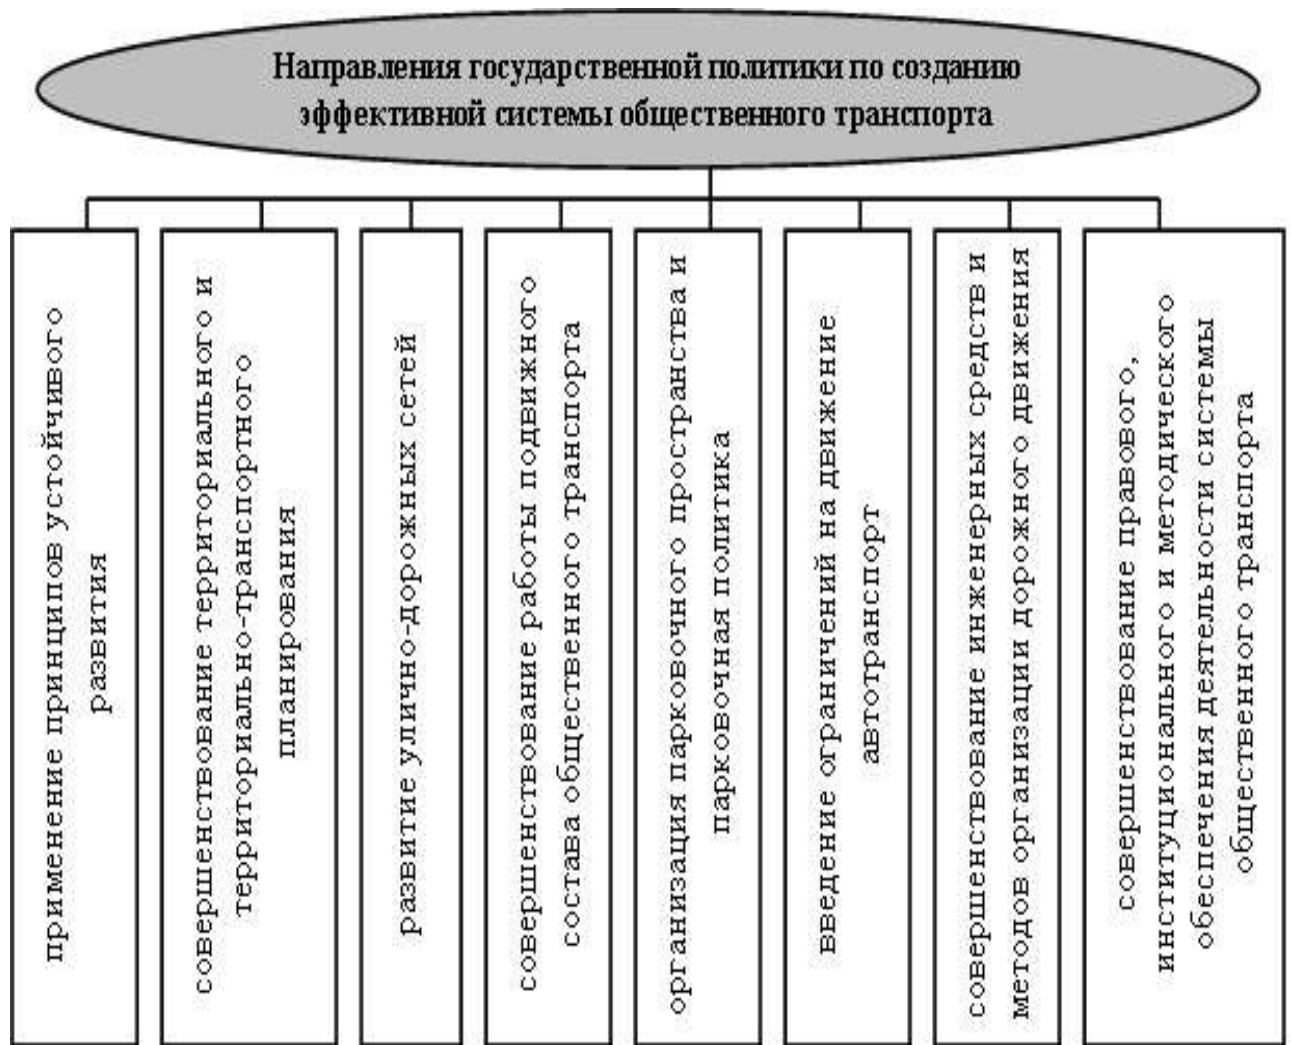 Направления государственной политики по созданию
эффективной системы общественного транспорта
применение принципов устойчивого
развития
совершенствование территориального и
территориально-транспортного
планирования
развитие улично-дорожных сетей
совершенствование работы подвижного
состава общественного транспорта
организация парковочного пространства и
парковочная политика
введение ограничений на движение
автотранспорт
совершенствование инженерных средств и
методов организации дорожного движения
совершенствование правового,
институционального и методического
обеспечения деятельности системы
общественного транспорта